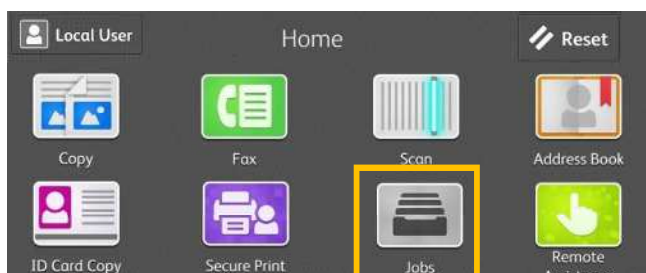 Local User
Home
Reset
Copy
Fax
Scan
Address Book
ID Card Copy
Secure Print
Jobs
Remote